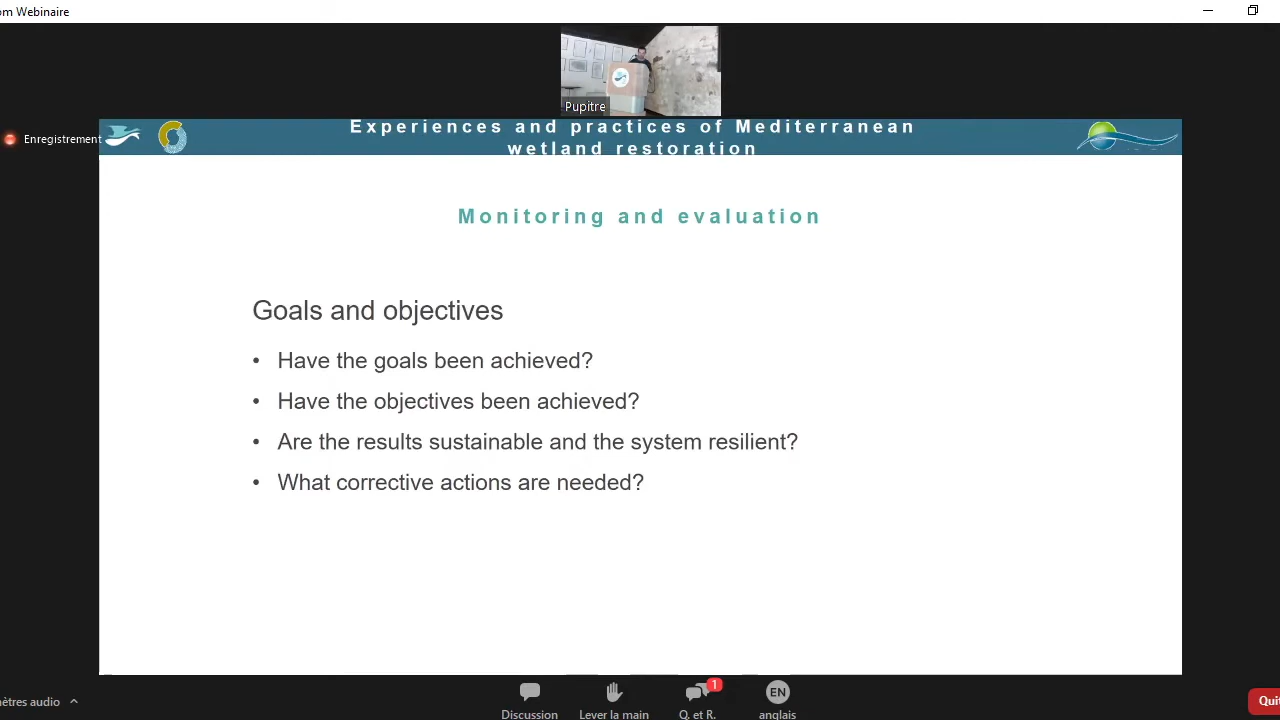 om Webinaire
Pupitre
Enregistrement
Experiences and practices of Mediterranean
wetland restoration
Monitoring and evaluation
Goals and objectives
• Have the goals been achieved?
• Have the objectives been achieved?
• Are the results sustainable and the system resilient?
• What corrective actions are needed?
nètres audio
Discussion
Lever la main
1
Q. et R.
EN
anglais
Quit